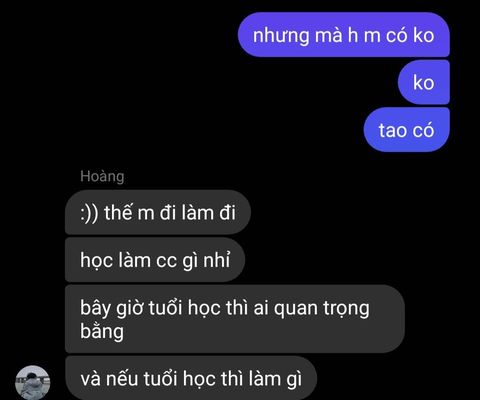 nhưng mà h m có ko
ko
tao có
Hoàng
:)) thế m đi làm đi
học làm cc gì nhỉ
bây giờ tuổi học thì ai quan trọng
bằng
và nếu tuổi học thì làm gì